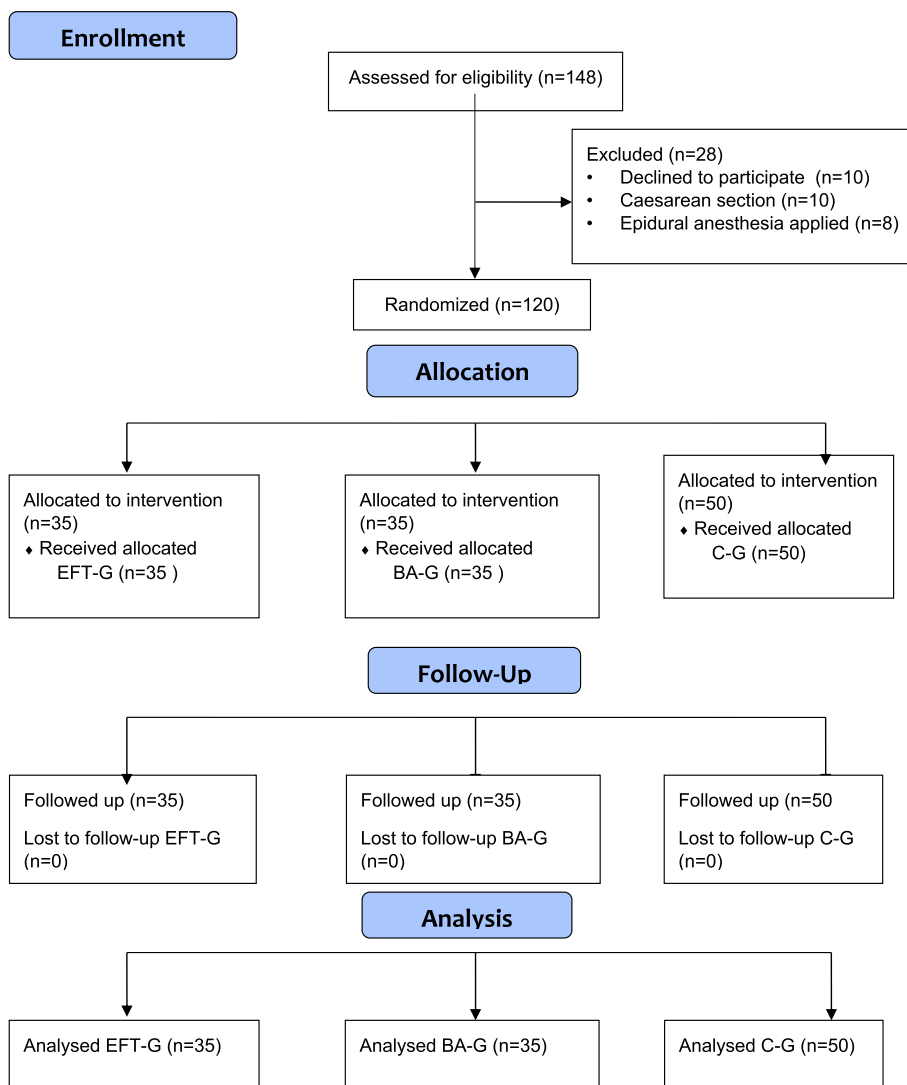 Enrollment
Assessed for eligibility (n=148)
Excluded (n=28)
• Declined to participate (n=10)
• Caesarean section (n=10)
• Epidural anesthesia applied (n=8)
Randomized (n=120)
Allocation
Allocated to intervention
(n=35)
♦ Received allocated
EFT-G (n=35 )
Allocated to intervention
(n=35)
♦ Received allocated
BA-G (n=35 )
Allocated to intervention
(n=50)
♦ Received allocated
C-G (n=50)
Follow-Up
Followed up (n=35)
Lost to follow-up EFT-G
(n=0)
Followed up (n=35)
Lost to follow-up BA-G
(n=0)
Followed up (n=50
Lost to follow-up C-G
(n=0)
Analysis
Analysed EFT-G (n=35)
Analysed BA-G (n=35)
Analysed C-G (n=50)